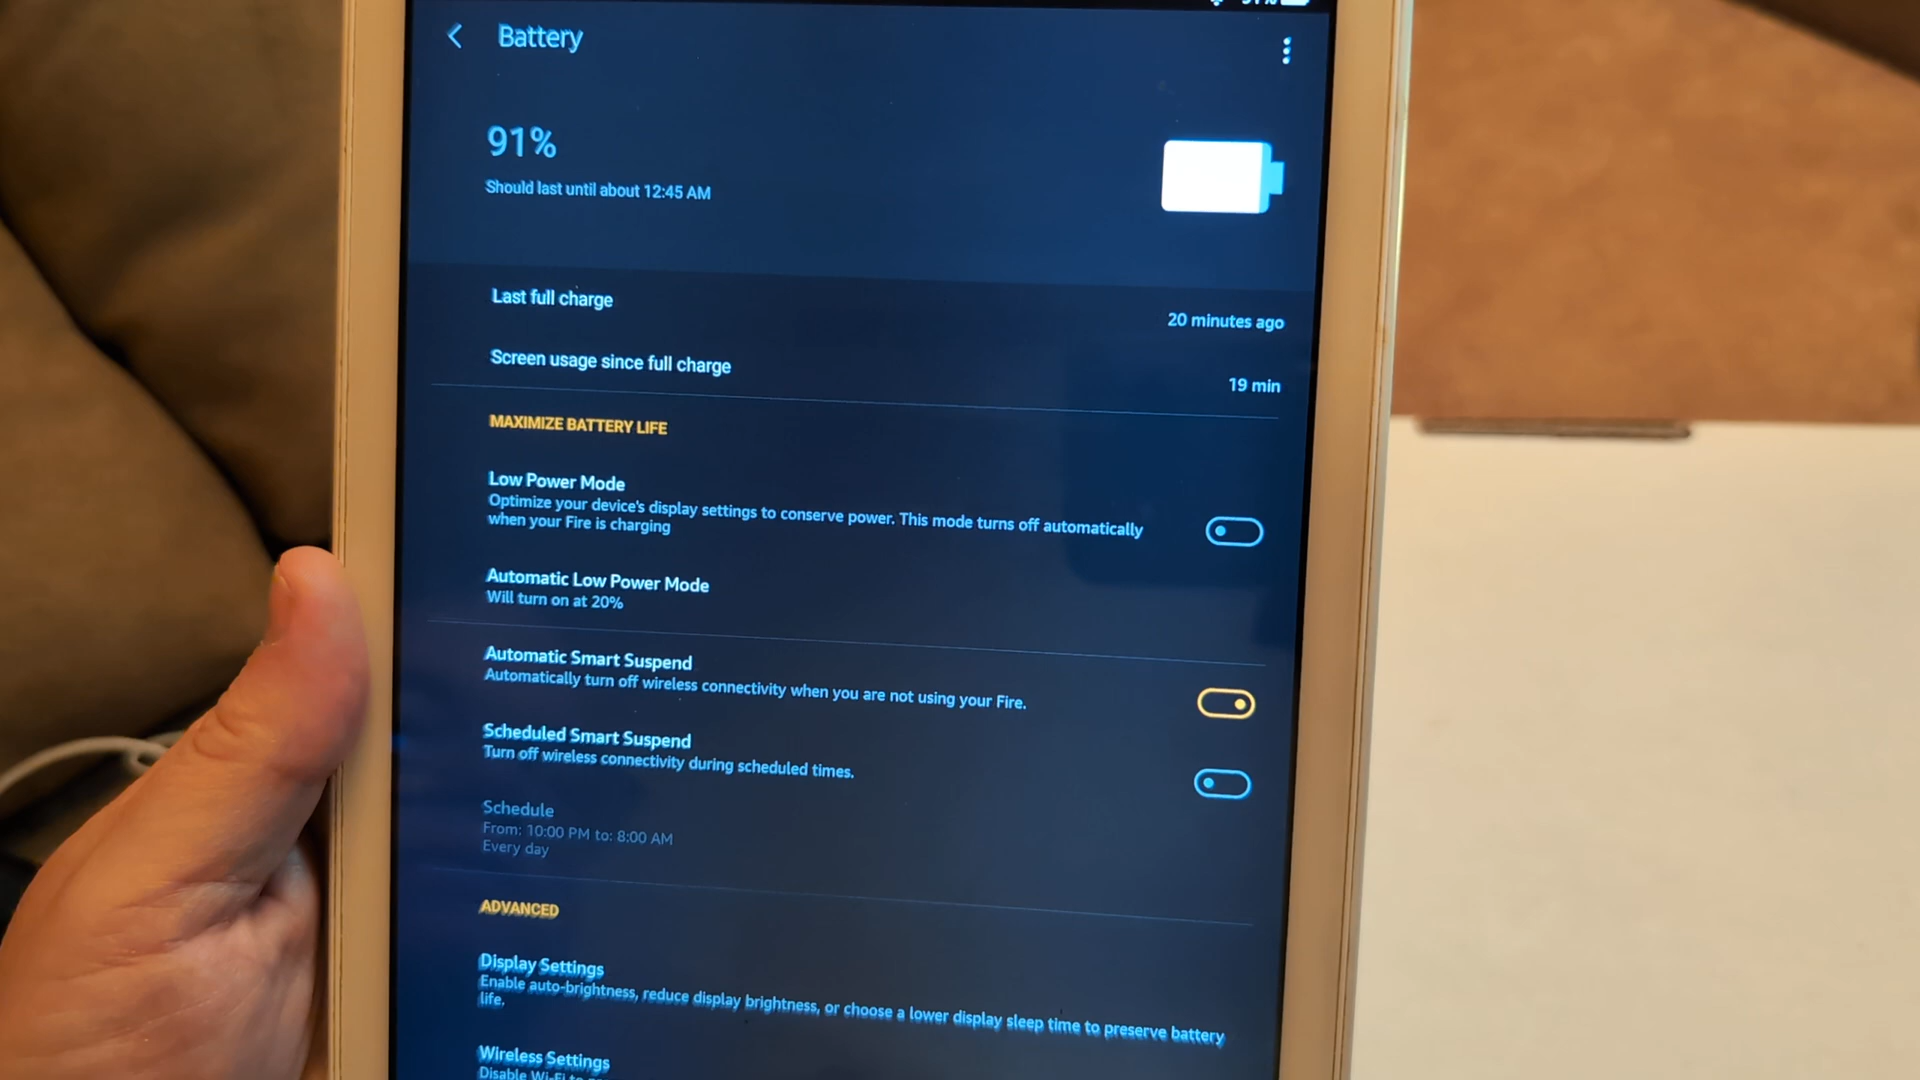 Battery
91%
Should last until about 12:45 AM
Last full charge
20 minutes ago
Screen usage since full charge
19 min
MAXIMIZE BATTERY LIFE
Low Power Mode
Optimize your device's display settings to conserve power. This mode turns off automatically
when your Fire is charging
Automatic Low Power Mode
Will turn on at 20%
Automatic Smart Suspend
Automatically turn off wireless connectivity when you are not using your Fire.
Scheduled Smart Suspend
Turn off wireless connectivity during scheduled times.
Schedule
From: 10:00 PM to: 8:00 AM
Every day
ADVANCED
Display Settings
Enable auto-brightness, reduce display brightness, or choose a lower display sleep time to preserve battery
life.
Wireless Settings
Disable Wi-Fi to